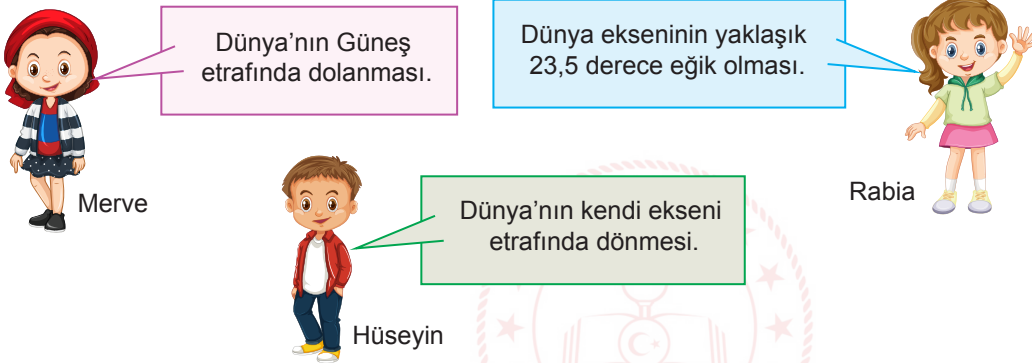 Dünya’nın Güneş
etrafında dolanması.
Merve
Dünya ekseninin yaklaşık
23,5 derece eğik olması.
Rabia
Dünya’nın kendi ekseni
etrafında dönmesi.
Hüseyin